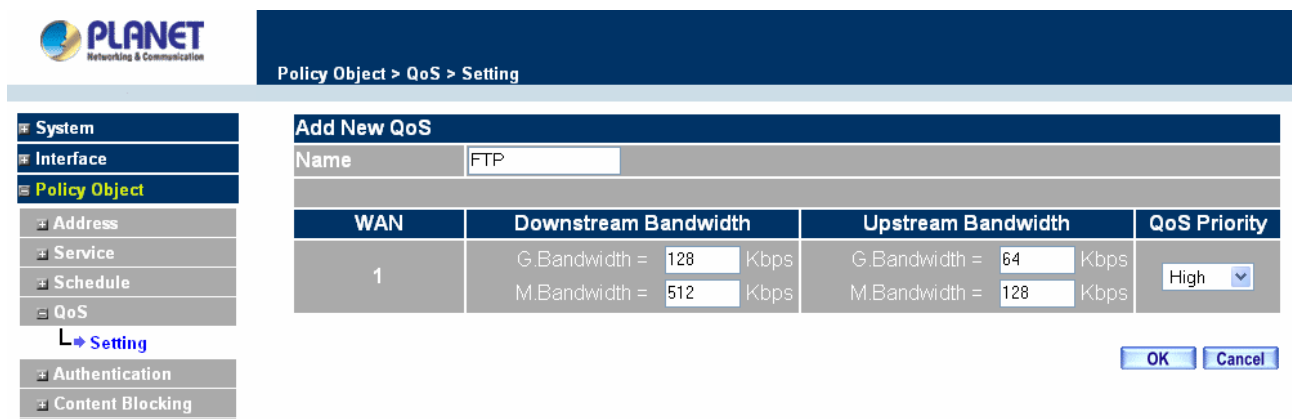 PLANET
Networking & Communication
Policy Object > QoS > Setting
System
Interface
Policy Object
Address
Service
Schedule
QoS
Setting
Authentication
Content Blocking
Add New QoS
Name FTP
WAN Downstream Bandwidth Upstream Bandwidth QoS Priority
1
G.Bandwidth = 128 Kbps G.Bandwidth = 64 Kbps
M.Bandwidth = 512 Kbps M.Bandwidth = 128 Kbps
High
OK Cancel